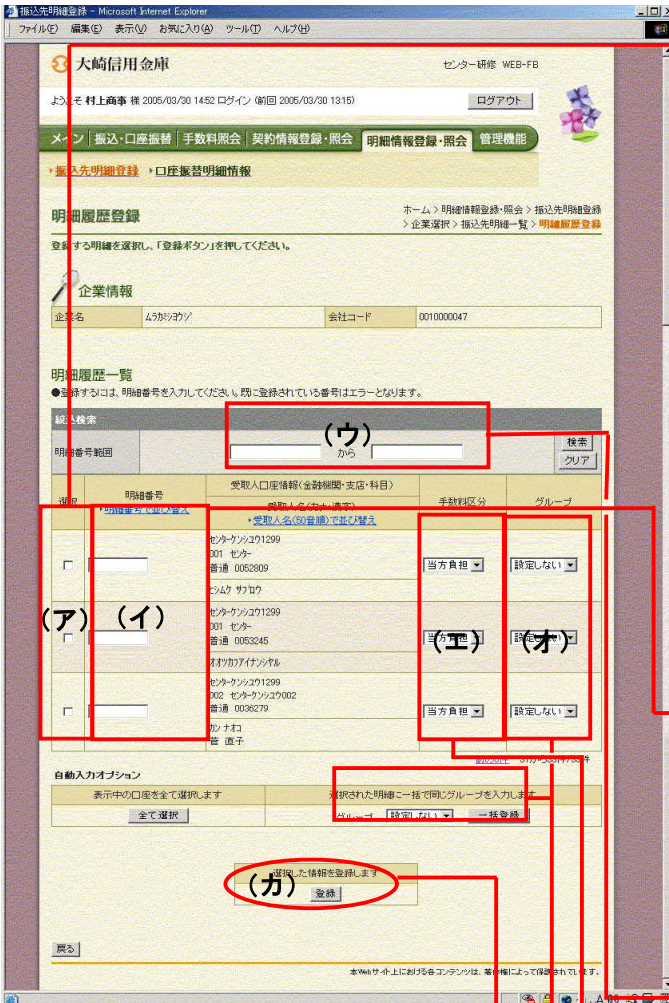 振込先明細登録 - Microsoft Internet Explorer
ファイル(F) 編集(E) 表示(V) お気に入り(A) ツール(T) ヘルプ(H)
大崎信用金庫
センター研修 WEB-FB
ようこそ 村上商事 様 2005/03/30 14:52 ログイン (前回 2005/03/30 13:15)
ログアウト
メイン 振込・口座振替 手数料照会 契約情報登録・照会 明細情報登録・照会 管理機能
振込先明細登録 口座振替明細情報
明細履歴登録
ホーム > 明細情報登録・照会 > 振込先明細登録
> 企業選択 > 振込先明細一覧 > 明細履歴登録
登録する明細を選択し、「登録ボタン」を押してください。
企業情報
企業名 ムラカミシヨウジ 会社コード 0010000047
明細履歴一覧
●登録するには、明細番号を入力してください。既に登録されている番号はエラーとなります。
絞込検索
(ウ)
明細番号範囲 から 検索
クリア
選択 明細番号 受取人口座情報(金融機関・支店・科目) 手数料区分 グループ
明細番号で並び替え 受取人名(カナ・漢字)
受取人名(50音順)で並び替え
センターケンシユウ1299
001 センター
普通 0052809 当方負担 設定しない
ヒシムケ サブロウ
(ア) (イ) (エ) (オ)
センターケンシユウ1299
001 センター
普通 0053245 当方負担 設定しない
センターケンシユウ1299
002 センターケンシユウ002
普通 0036279 当方負担 設定しない
カン ナオコ
菅 直子
自動入力オプション
表示中の口座を全て選択します 選択された明細に一括で同じグループを入力します
全て選択 グループ 設定しない 一括登録
選択した情報を登録します
(カ)
登録
戻る
本Webサイト上における各コンテンツは、著作権によって保護されています。